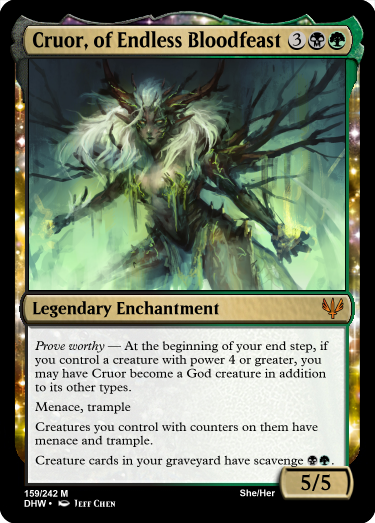 Cruor, of Endless Bloodfeast 3
Legendary Enchantment
Prove worthy — At the beginning of your end step, if
you control a creature with power 4 or greater, you
may have Cruor become a God creature in addition
to its other types.
Menace, trample
Creatures you control with counters on them have
menace and trample.
Creature cards in your graveyard have scavenge .
5/5
159/242 M
She/Her
DHW • Jeff Chen